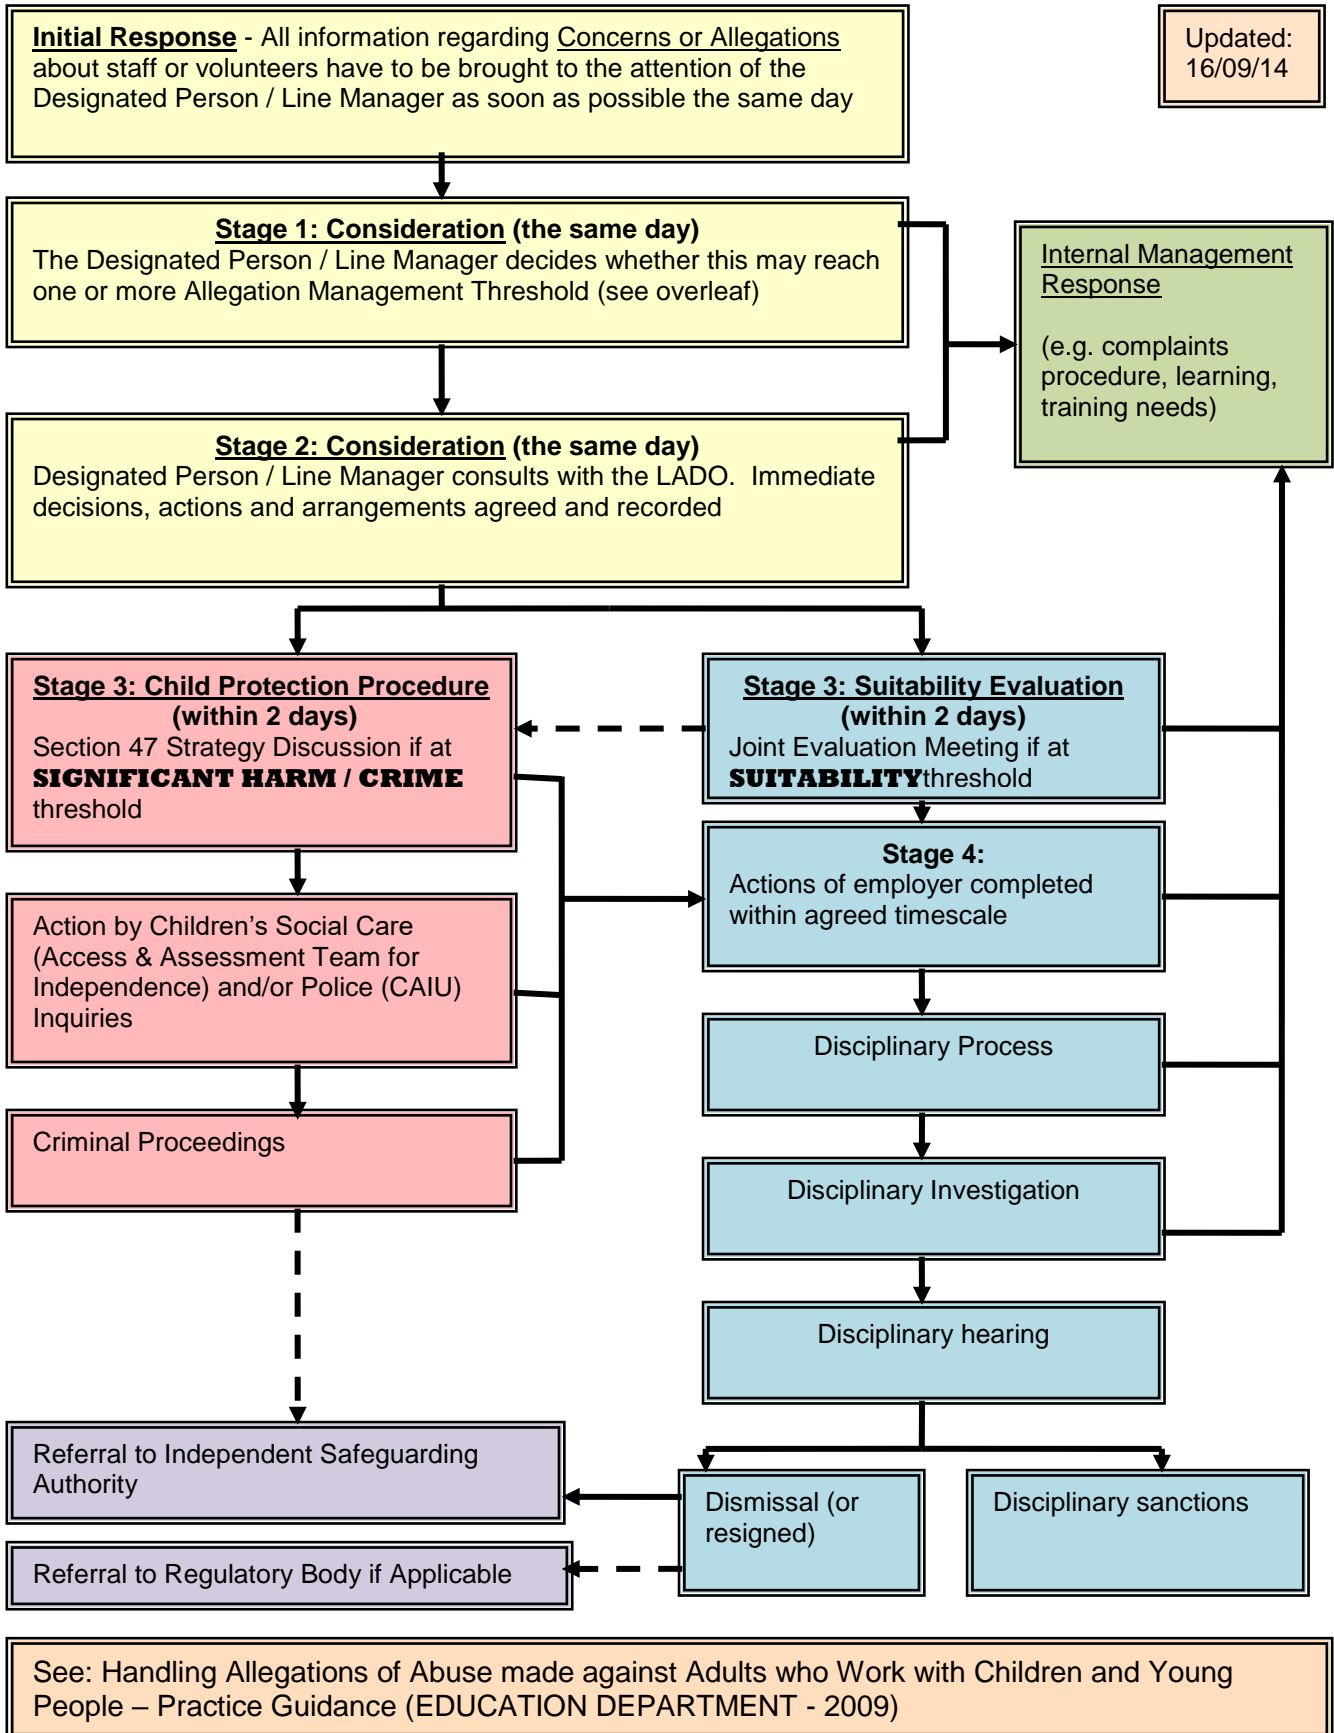 Initial Response - All information regarding Concerns or Allegations
about staff or volunteers have to be brought to the attention of the
Designated Person / Line Manager as soon as possible the same day
Updated:
16/09/14
Stage 1: Consideration (the same day)
The Designated Person / Line Manager decides whether this may reach
one or more Allegation Management Threshold (see overleaf)
Internal Management
Response
(e.g. complaints
procedure, learning,
training needs)
Stage 2: Consideration (the same day)
Designated Person / Line Manager consults with the LADO.  Immediate
decisions, actions and arrangements agreed and recorded
Stage 3: Child Protection Procedure
(within 2 days)
Section 47 Strategy Discussion if at
SIGNIFICANT HARM / CRIME
threshold
Stage 3: Suitability Evaluation
(within 2 days)
Joint Evaluation Meeting if at
SUITABILITYthreshold
Stage 4:
Actions of employer completed
within agreed timescale
Action by Children’s Social Care
(Access & Assessment Team for
Independence) and/or Police (CAIU)
Inquiries
Disciplinary Process
Criminal Proceedings
Disciplinary Investigation
Disciplinary hearing
Referral to Independent Safeguarding
Authority
Dismissal (or
resigned)
Disciplinary sanctions
Referral to Regulatory Body if Applicable
See: Handling Allegations of Abuse made against Adults who Work with Children and Young
People – Practice Guidance (EDUCATION DEPARTMENT - 2009)